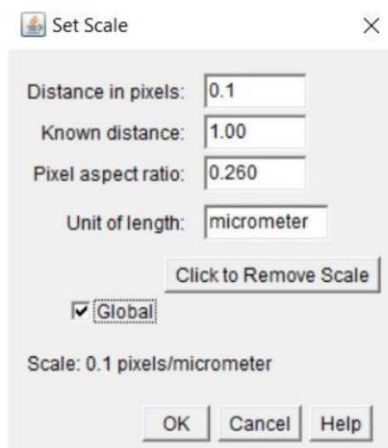 Set Scale
Distance in pixels: 0.1
Known distance: 1.00
Pixel aspect ratio: 0.260
Unit of length: micrometer
Click to Remove Scale
Global
Scale: 0.1 pixels/micrometer
OK Cancel Help